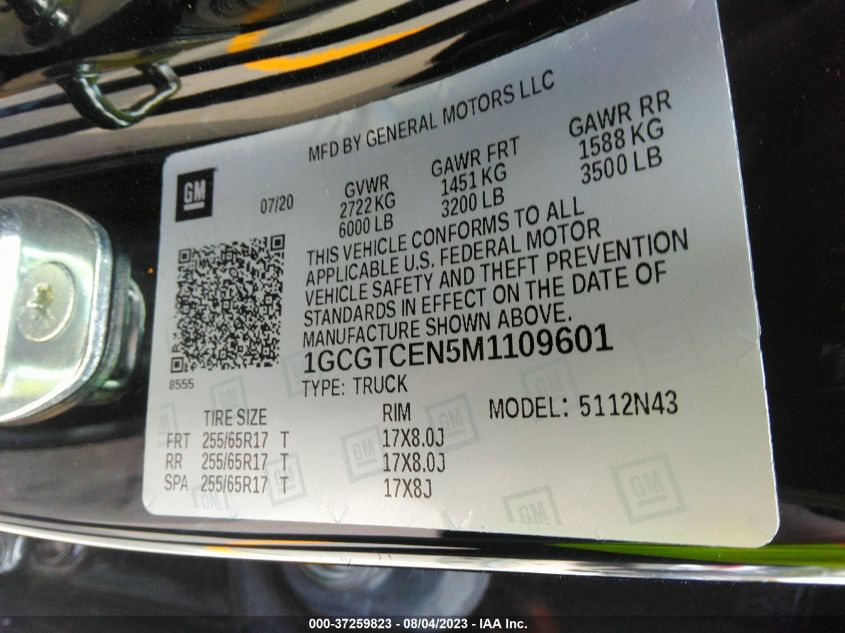 MFD BY GENERAL MOTORS LLC
GM
07/20
GVWR GAWR FRT GAWR RR
2722 KG 1451 KG 1588 KG
6000 LB 3200 LB 3500 LB
THIS VEHICLE CONFORMS TO ALL
APPLICABLE U.S. FEDERAL MOTOR
VEHICLE SAFETY AND THEFT PREVENTION
STANDARDS IN EFFECT ON THE DATE OF
MANUFACTURE SHOWN ABOVE.
8555
1GCGTCEN5M1109601
TYPE: TRUCK
MODEL: 5112N43
TIRE SIZE RIM
FRT 255/65R17 T 17X8.0J
RR 255/65R17 T 17X8.0J
SPA 255/65R17 T 17X8J
GM
GM
000-37259823 - 08/04/2023 - IAA Inc.